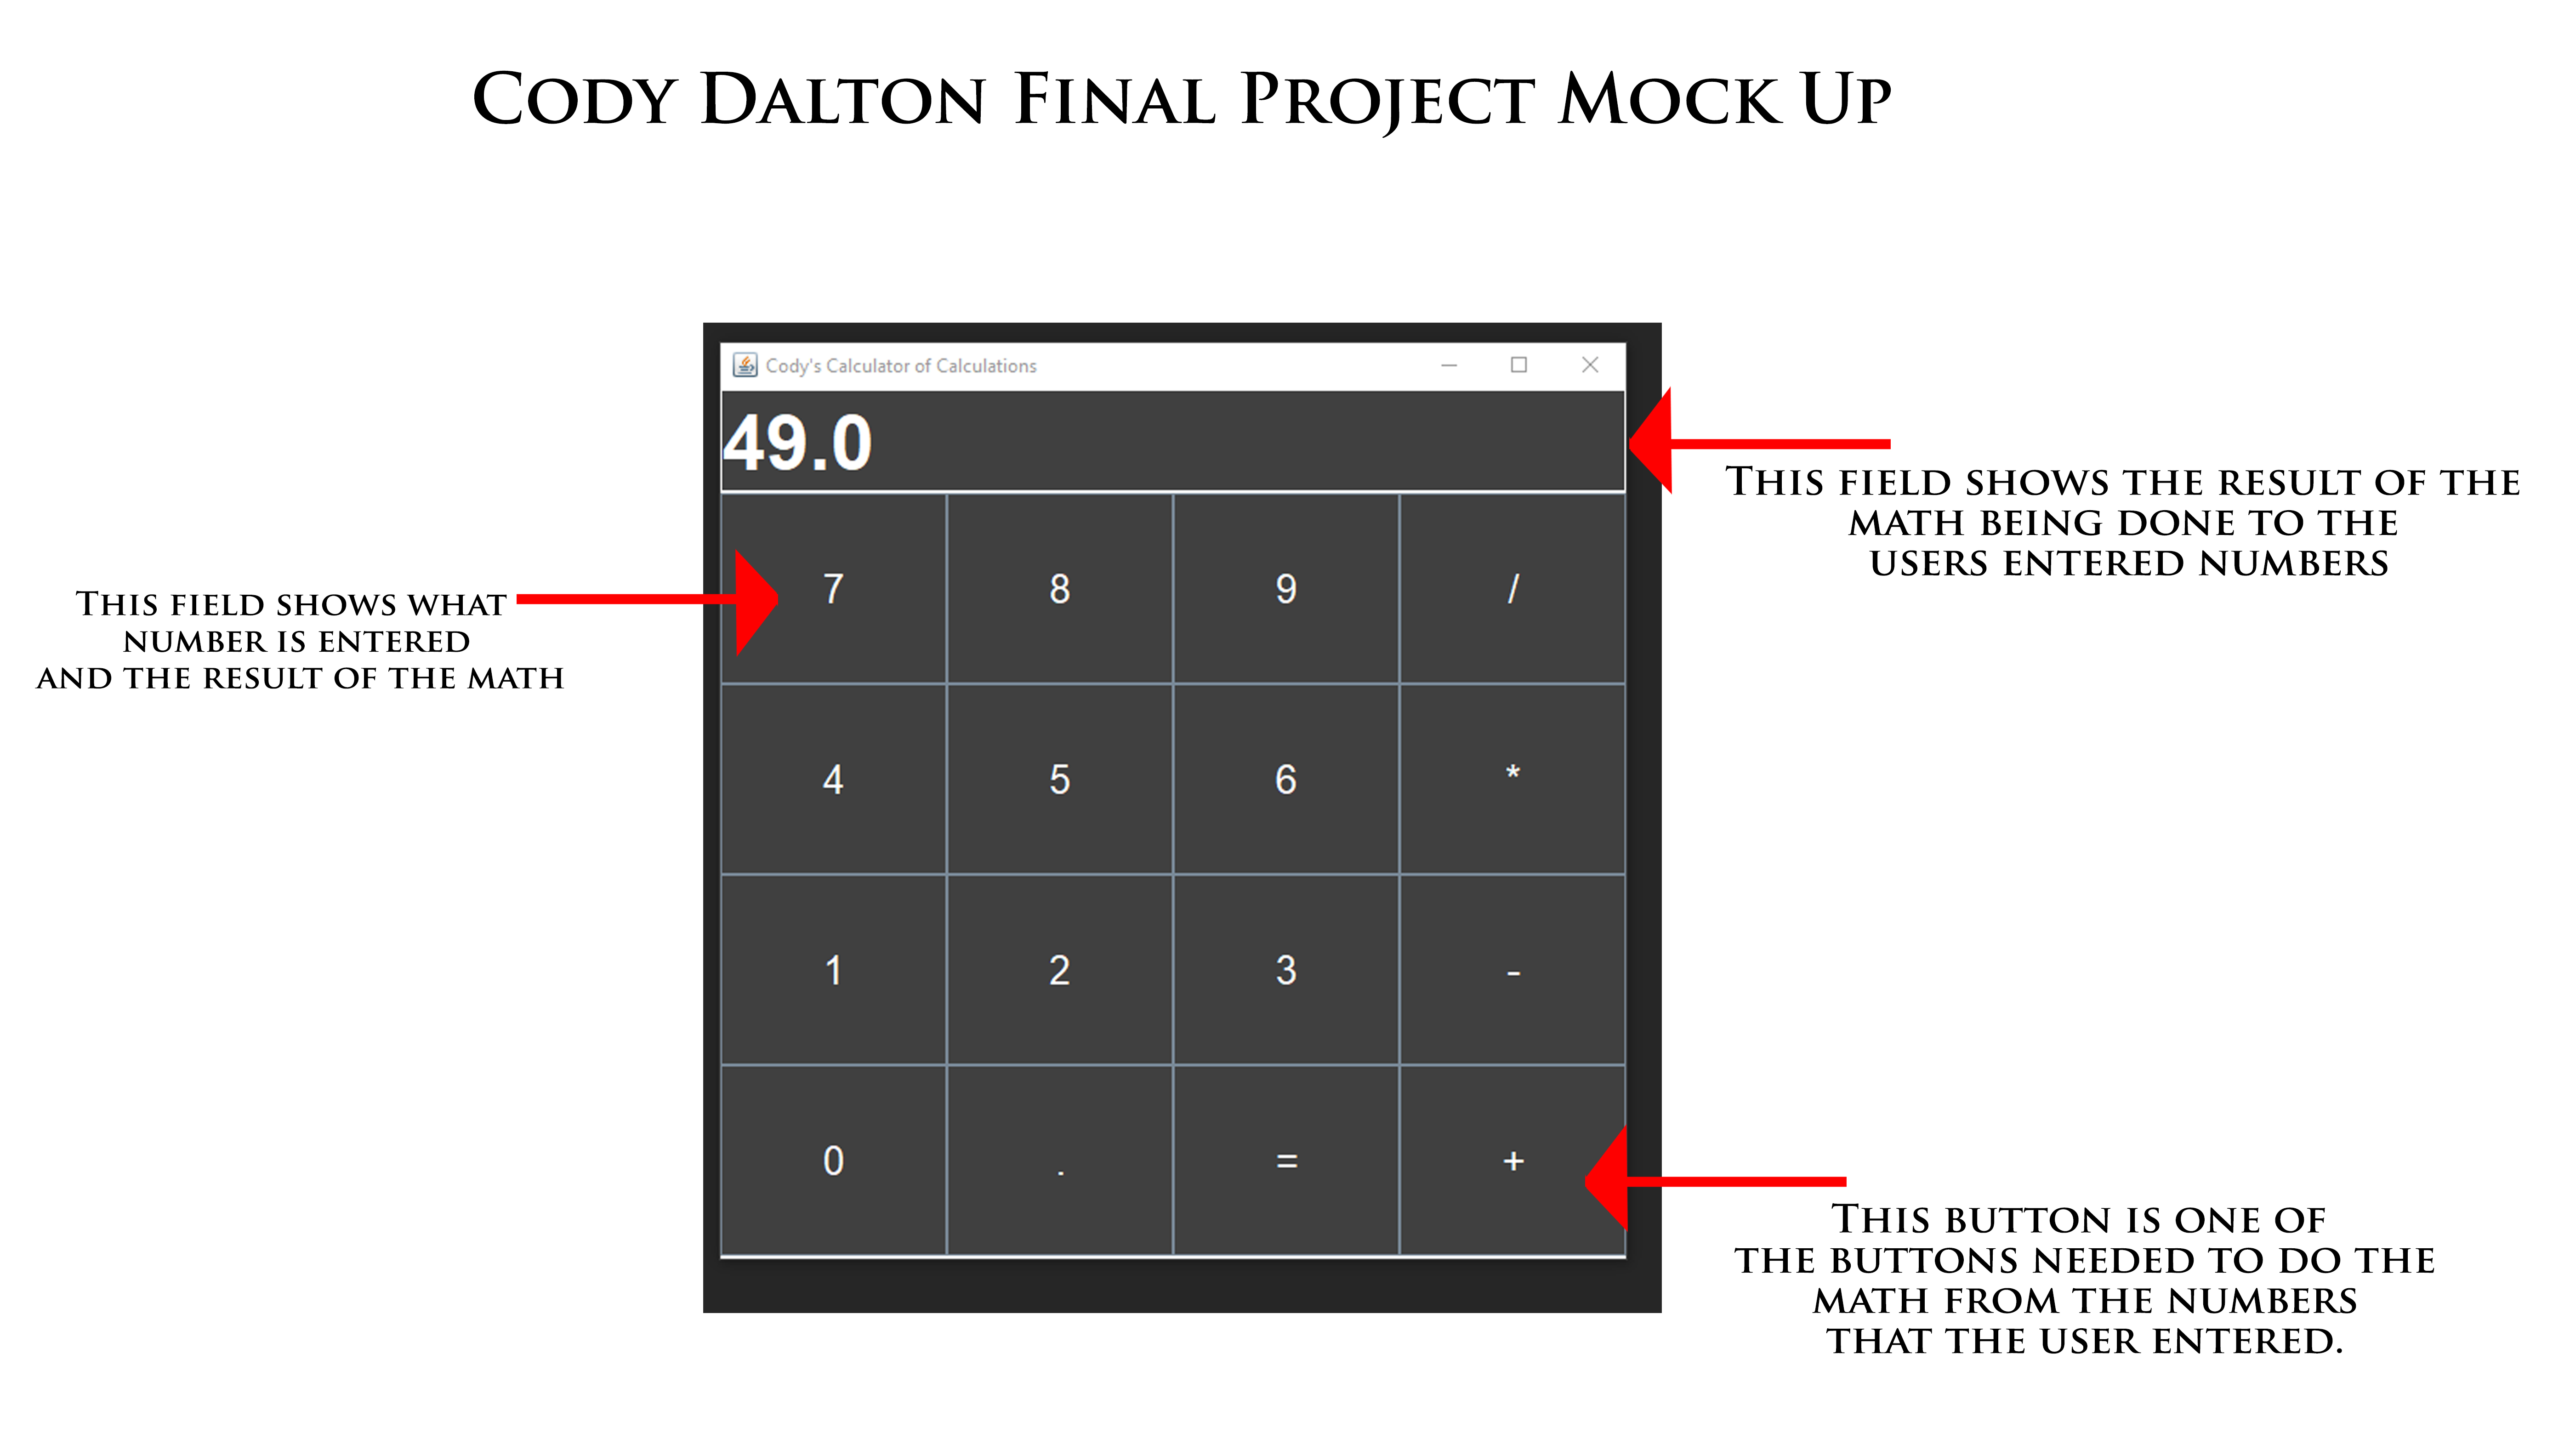 Cody Dalton Final Project Mock Up
Cody's Calculator of Calculations
49.0
This field shows the result of the
math being done to the
users entered numbers
7 8 9 /
This field shows what
number is entered
and the result of the math
4 5 6 *
1 2 3 -
0 . = +
This button is one of
the buttons needed to do the
math from the numbers
that the user entered.